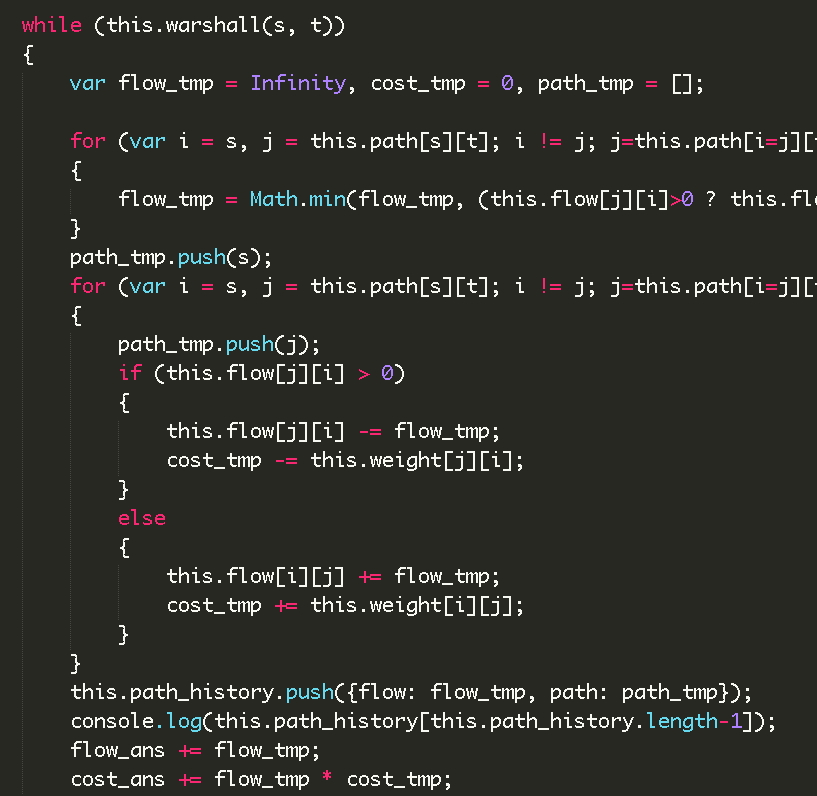 while (this.warshall(s, t))
{
var flow_tmp = Infinity, cost_tmp = 0, path_tmp = [];
for (var i = s, j = this.path[s][t]; i != j; j=this.path[i=j][
{
flow_tmp = Math.min(flow_tmp, (this.flow[j][i]>0 ? this.flo
}
path_tmp.push(s);
for (var i = s, j = this.path[s][t]; i != j; j=this.path[i=j][
{
path_tmp.push(j);
if (this.flow[j][i] > 0)
{
this.flow[j][i] -= flow_tmp;
cost_tmp -= this.weight[j][i];
}
else
{
this.flow[i][j] += flow_tmp;
cost_tmp += this.weight[i][j];
}
}
this.path_history.push({flow: flow_tmp, path: path_tmp});
console.log(this.path_history[this.path_history.length-1]);
flow_ans += flow_tmp;
cost_ans += flow_tmp * cost_tmp;